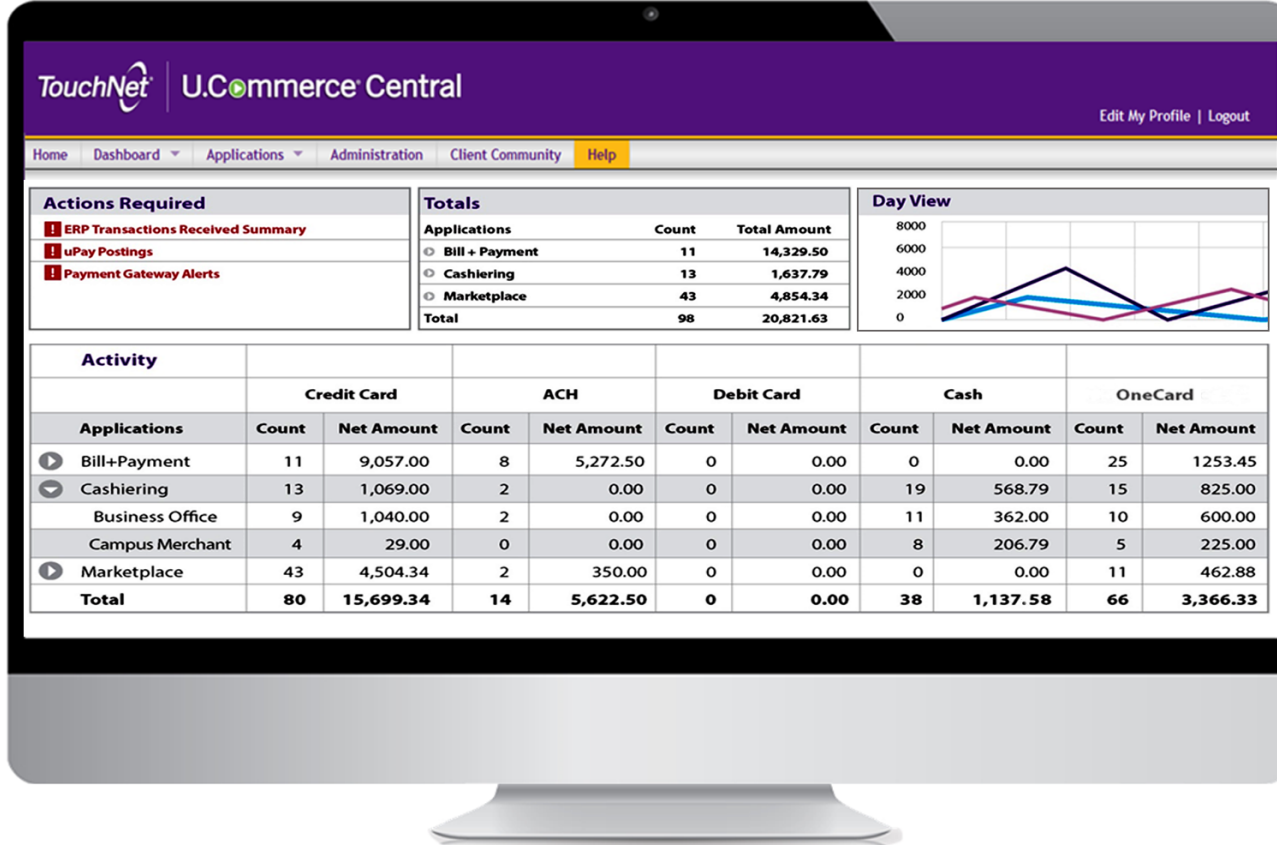 TouchNet® U.Commerce® Central
Edit My Profile | Logout
Home Dashboard Applications Administration Client Community Help
Actions Required
! ERP Transactions Received Summary
! uPay Postings
! Payment Gateway Alerts
Totals
Applications Count Total Amount
Bill + Payment 11 14,329.50
Cashiering 13 1,637.79
Marketplace 43 4,854.34
Total 98 20,821.63
Day View
8000
6000
4000
2000
0
Activity
Credit Card ACH Debit Card Cash OneCard
Applications Count Net Amount Count Net Amount Count Net Amount Count Net Amount Count Net Amount
Bill+Payment 11 9,057.00 8 5,272.50 0 0.00 0 0.00 25 1253.45
Cashiering 13 1,069.00 2 0.00 0 0.00 19 568.79 15 825.00
Business Office 9 1,040.00 2 0.00 0 0.00 11 362.00 10 600.00
Campus Merchant 4 29.00 0 0.00 0 0.00 8 206.79 5 225.00
Marketplace 43 4,504.34 2 350.00 0 0.00 0 0.00 11 462.88
Total 80 15,699.34 14 5,622.50 0 0.00 38 1,137.58 66 3,366.33